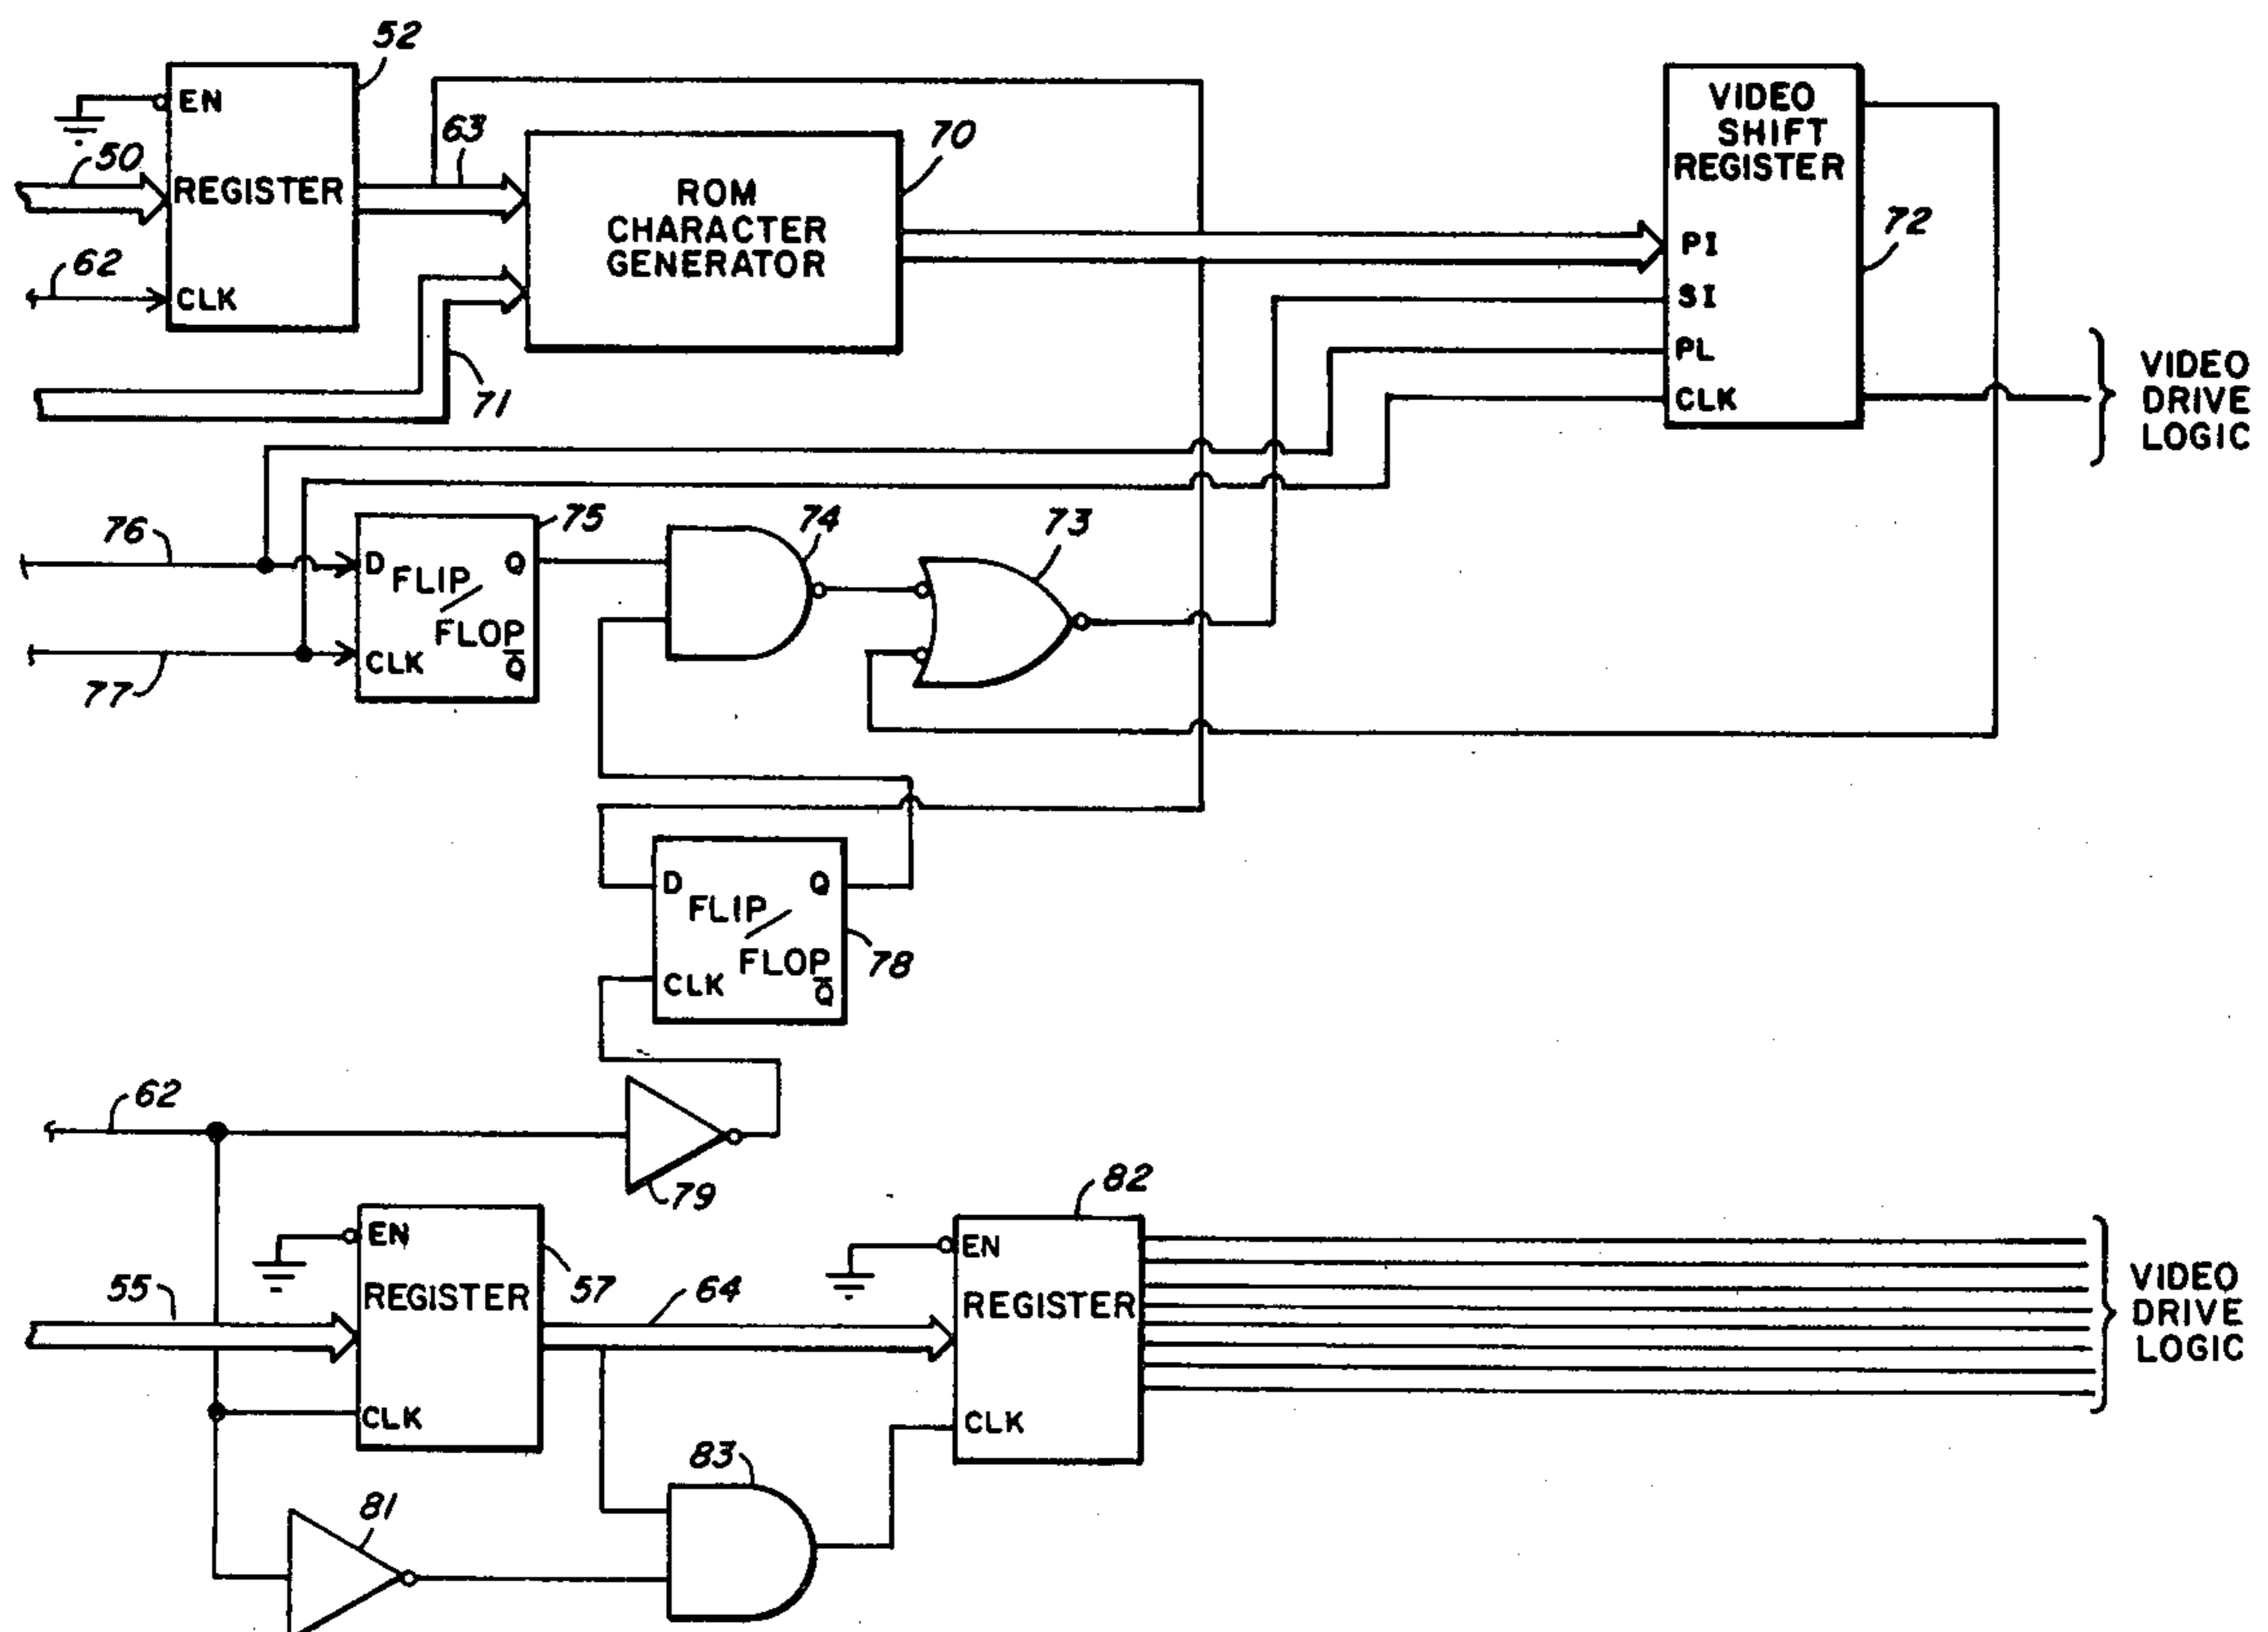 52
EN
50
REGISTER
62
CLK
63
70
ROM
CHARACTER
GENERATOR
71
VIDEO
SHIFT
REGISTER
72
PI
SI
PL
CLK
VIDEO
DRIVE
LOGIC
76
77
75
D
Q
FLIP/
FLOP
CLK
Q̅
74
73
D
Q
FLIP/
FLOP
CLK
Q̅
78
62
79
EN
REGISTER
57
55
CLK
64
82
EN
REGISTER
CLK
VIDEO
DRIVE
LOGIC
81
83